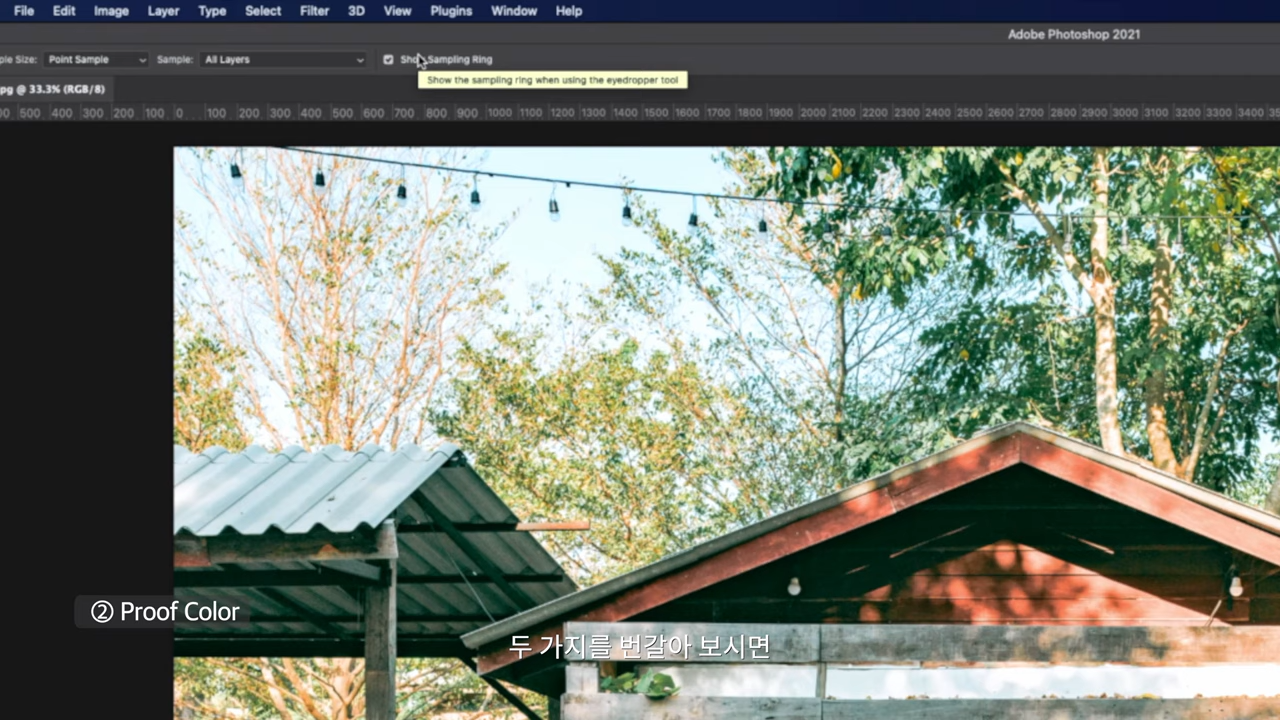 File Edit Image Layer Type Select Filter 3D View Plugins Window Help
Adobe Photoshop 2021
ple Size: Point Sample Sample: All Layers Show Sampling Ring
Show the sampling ring when using the eyedropper tool
pg @ 33.3% (RGB/8)
500 400 300 200 100 0 100 200 300 400 500 600 700 800 900 1000 1100 1200 1300 1400 1500 1600 1700 1800 1900 2000 2100 2200 2300 2400 2500 2600 2700 2800 2900 3000 3100 3200 3300 3400
② Proof Color
두 가지를 번갈아 보시면